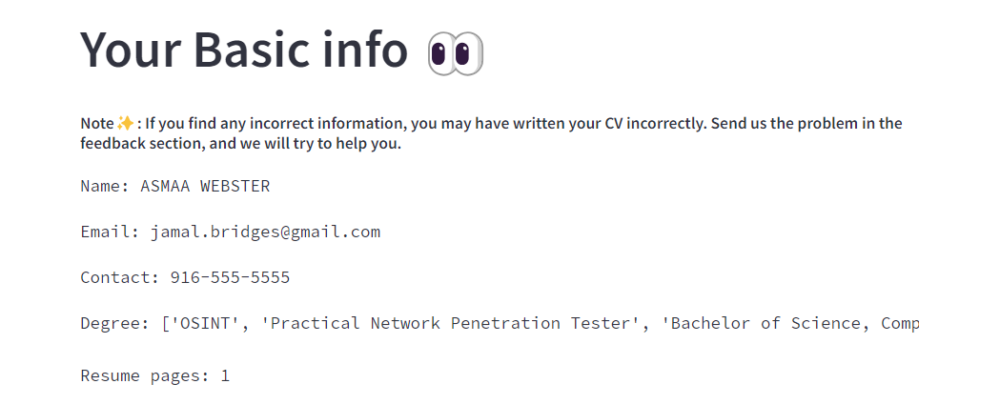 Your Basic info 👀
Note✨: If you find any incorrect information, you may have written your CV incorrectly. Send us the problem in the
feedback section, and we will try to help you.
Name: ASMAA WEBSTER
Email: jamal.bridges@gmail.com
Contact: 916-555-5555
Degree: ['OSINT', 'Practical Network Penetration Tester', 'Bachelor of Science, Comp
Resume pages: 1